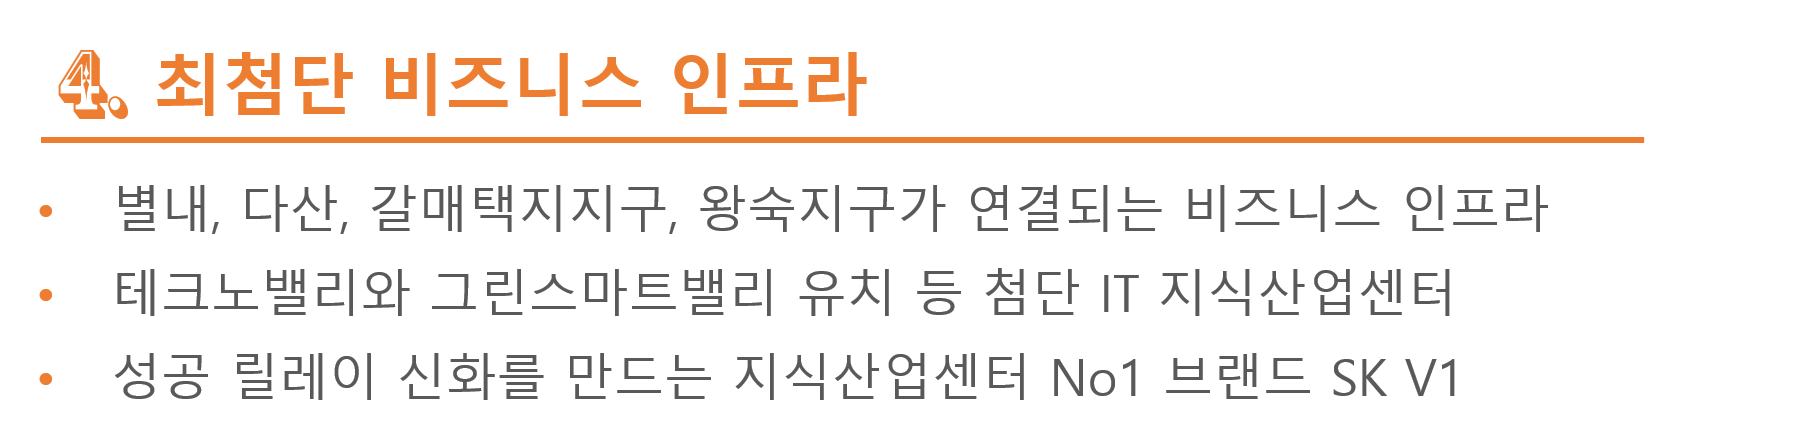 4. 최첨단 비즈니스 인프라
• 별내, 다산, 갈매택지지구, 왕숙지구가 연결되는 비즈니스 인프라
• 테크노밸리와 그린스마트밸리 유치 등 첨단 IT 지식산업센터
• 성공 릴레이 신화를 만드는 지식산업센터 No1 브랜드 SK V1